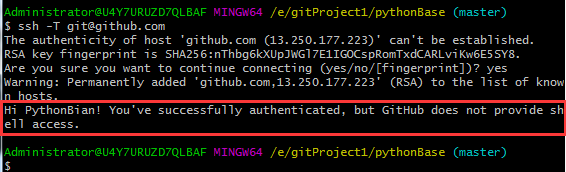 Administrator@U4Y7URUZD7QLBAF MINGW64 /e/gitProject1/pythonBase (master)
$ ssh -T git@github.com
The authenticity of host 'github.com (13.250.177.223)' can't be established.
RSA key fingerprint is SHA256:nThbg6kXUpJWGl7E1IGOCspRomTxdCARLviKw6E5SY8.
Are you sure you want to continue connecting (yes/no/[fingerprint])? yes
Warning: Permanently added 'github.com,13.250.177.223' (RSA) to the list of know
n hosts.
Hi PythonBian! You've successfully authenticated, but GitHub does not provide sh
ell access.
Administrator@U4Y7URUZD7QLBAF MINGW64 /e/gitProject1/pythonBase (master)
$